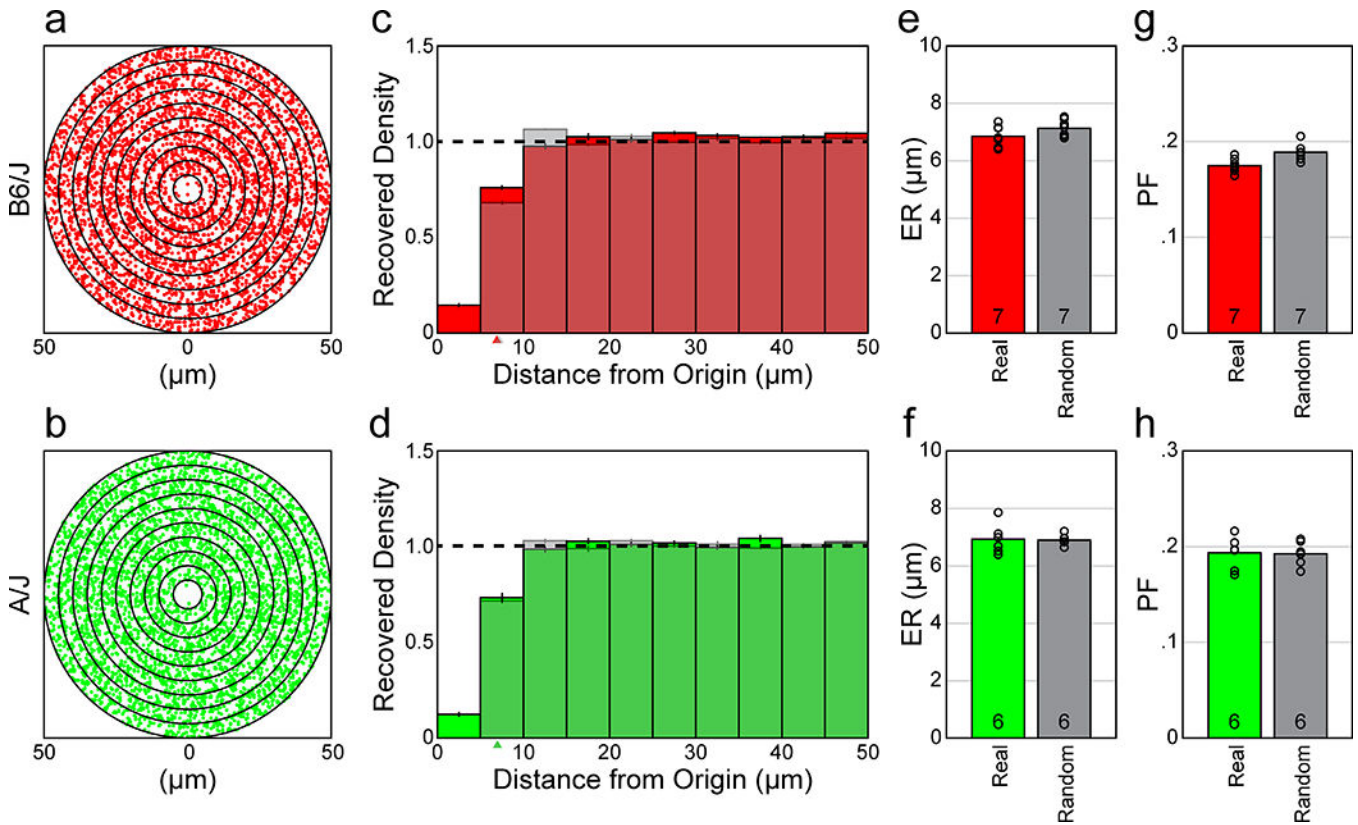 a
B6/J
50
0
50
(µm)
c
Recovered Density
1.5
1.0
0.5
0
0
10
20
30
40
50
Distance from Origin (µm)
e
ER (µm)
10
8
6
4
2
0
7
7
Real
Random
g
PF
.3
.2
.1
0
7
7
Real
Random
b
A/J
50
0
50
(µm)
d
Recovered Density
1.5
1.0
0.5
0
0
10
20
30
40
50
Distance from Origin (µm)
f
ER (µm)
10
8
6
4
2
0
6
6
Real
Random
h
PF
.3
.2
.1
0
6
6
Real
Random